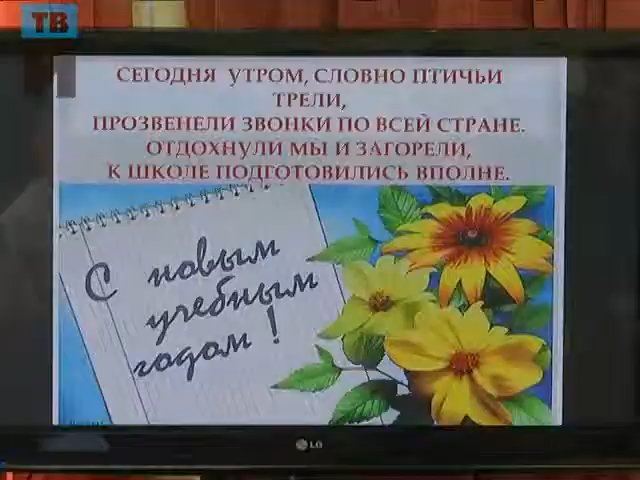 ТВ
СЕГОДНЯ УТРОМ, СЛОВНО ПТИЧЬИ
ТРЕЛИ,
ПРОЗВЕНЕЛИ ЗВОНКИ ПО ВСЕЙ СТРАНЕ.
ОТДОХНУЛИ МЫ И ЗАГОРЕЛИ,
К ШКОЛЕ ПОДГОТОВИЛИСЬ ВПОЛНЕ.
С новым
учебным
годом!
LG